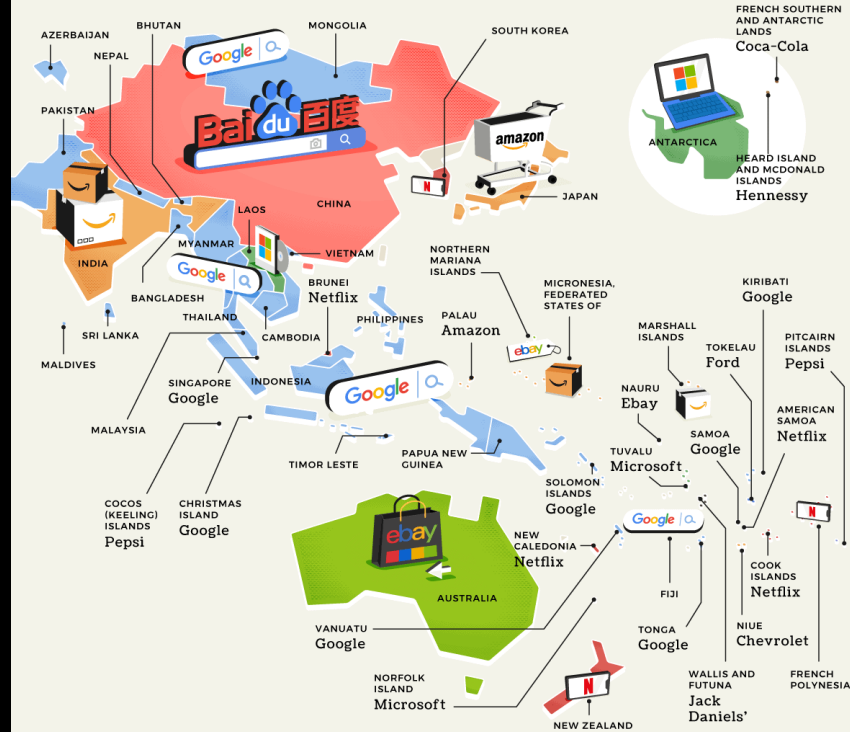 FRENCH SOUTHERN
AND ANTARCTIC
LANDS
Coca-Cola
AZERBAIJAN
BHUTAN
MONGOLIA
SOUTH KOREA
NEPAL
Google
PAKISTAN
Bai du 百度
amazon
ANTARCTICA
HEARD ISLAND
AND MCDONALD
ISLANDS
Hennessy
N
CHINA
JAPAN
LAOS
MYANMAR
VIETNAM
INDIA
Google
BANGLADESH
BRUNEI
Netflix
NORTHERN
MARIANA
ISLANDS
MICRONESIA,
FEDERATED
STATES OF
KIRIBATI
Google
THAILAND
CAMBODIA
PHILIPPINES
PALAU
Amazon
SRI LANKA
MALDIVES
ebay
MARSHALL
ISLANDS
TOKELAU
Ford
PITCAIRN
ISLANDS
Pepsi
SINGAPORE
Google
INDONESIA
Google
NAURU
Ebay
MALAYSIA
AMERICAN
SAMOA
Netflix
SAMOA
Google
TIMOR LESTE
PAPUA NEW
GUINEA
TUVALU
Microsoft
SOLOMON
ISLANDS
Google
COCOS
(KEELING)
ISLANDS
Pepsi
CHRISTMAS
ISLAND
Google
ebay
NEW
CALEDONIA
Netflix
Google
N
COOK
ISLANDS
Netflix
AUSTRALIA
FIJI
VANUATU
Google
TONGA
Google
NIUE
Chevrolet
NORFOLK
ISLAND
Microsoft
N
NEW ZEALAND
WALLIS AND
FUTUNA
Jack
Daniels'
FRENCH
POLYNESIA